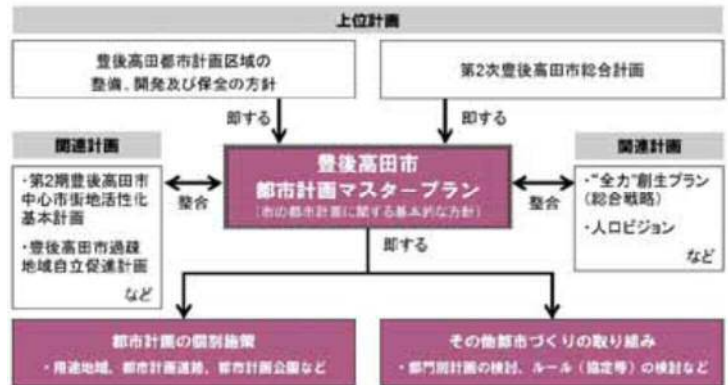 上位計画
豊後高田都市計画区域の
整備、開発及び保全の方針
第2次豊後高田市総合計画
即する
即する
関連計画
・第2期豊後高田市
中心市街地活性化
基本計画
・豊後高田市過疎
地域自立促進計画
など
整合
豊後高田市
都市計画マスタープラン
(市の都市計画に関する基本的な方針)
整合
関連計画
・“全力”創生プラン
(総合戦略)
・人口ビジョン
など
即する
都市計画の個別施策
・用途地域、都市計画道路、都市計画公園など
その他都市づくりの取り組み
・部門別計画の検討、ルール(協定等)の検討など